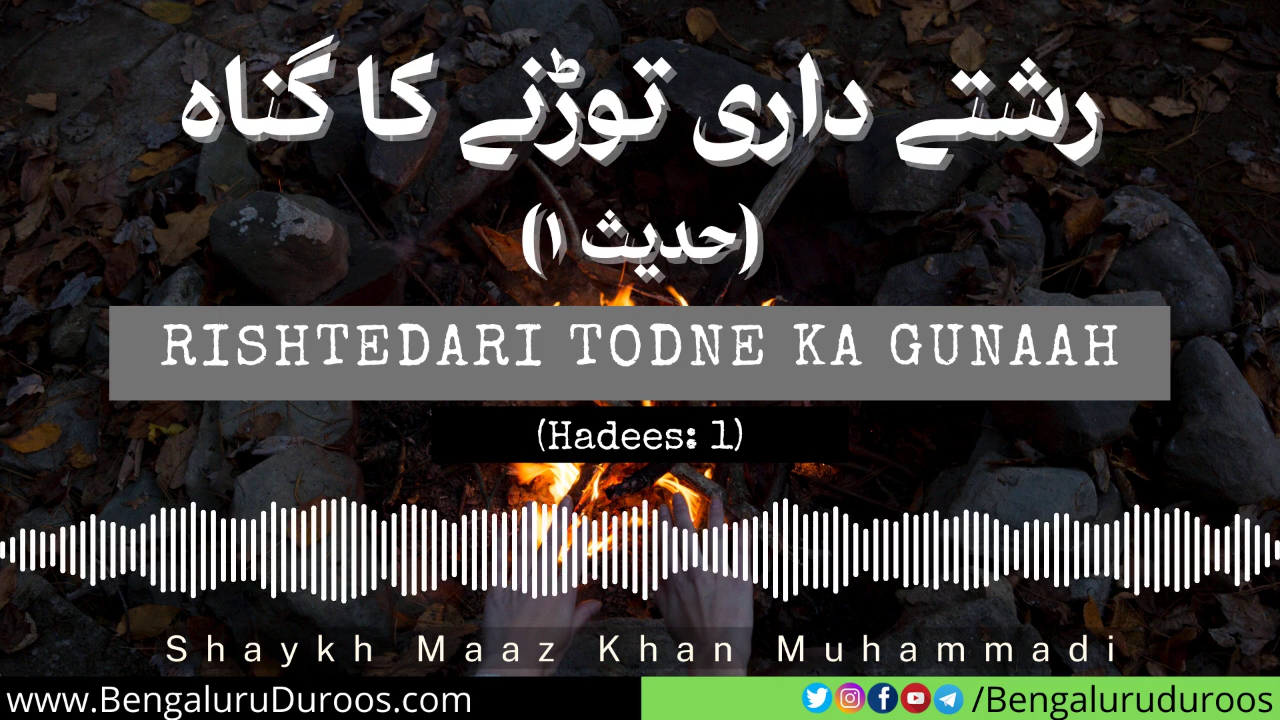 رشتے داری توڑنے کا گناہ
(حدیث ۱)
RISHTEDARI TODNE KA GUNAAH
(Hadees: 1)
Shaykh Maaz Khan Muhammadi
www.BengaluruDuroos.com
/Bengaluruduroos